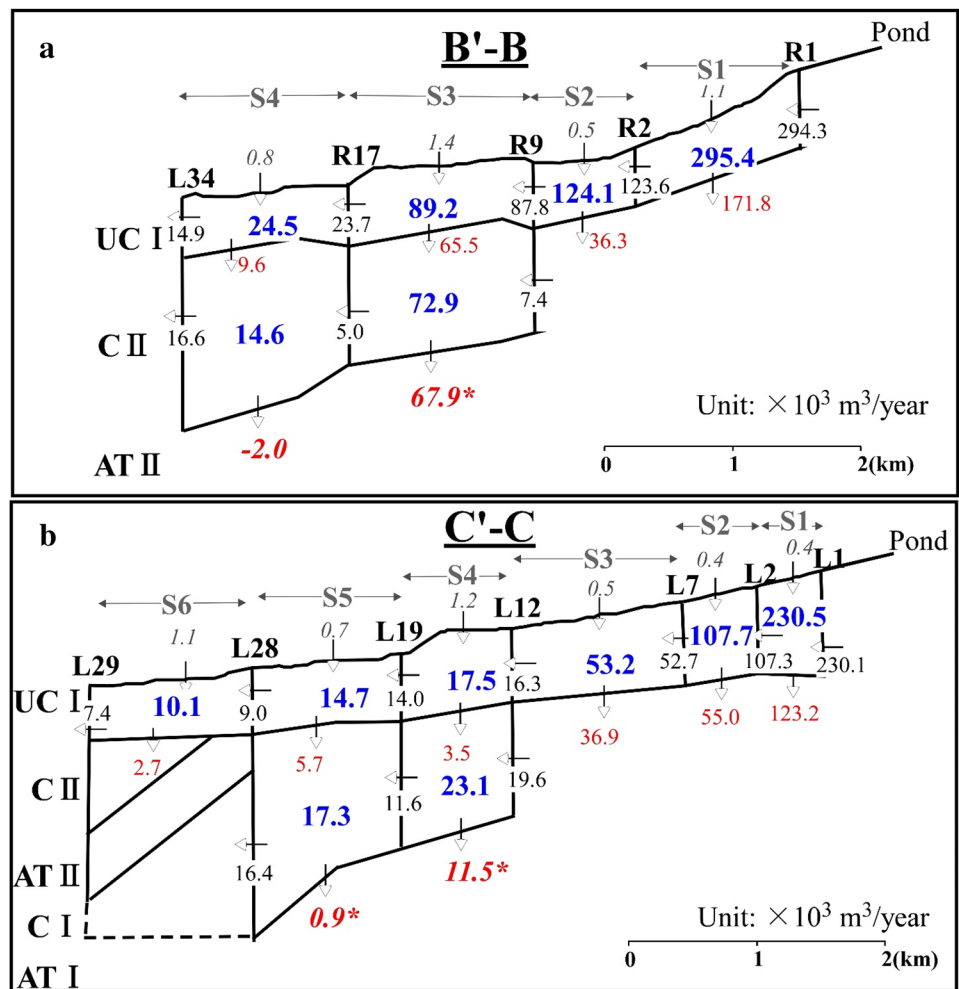 a
B'-B
Pond
R1
S1
S2
S3
S4
1.1
0.5
1.4
0.8
R2
R9
R17
L34
294.3
295.4
123.6
124.1
87.8
89.2
23.7
24.5
14.9
UC I
171.8
36.3
65.5
9.6
7.4
72.9
5.0
14.6
16.6
C II
67.9*
-2.0
AT II
Unit: ×10³ m³/year
0 1 2(km)
b
C'-C
Pond
S1
S2
S3
S4
S5
S6
0.4
0.4
0.5
1.2
0.7
1.1
L1
L2
L7
L12
L19
L28
L29
230.5
107.7
53.2
17.5
14.7
10.1
230.1
107.3
52.7
16.3
14.0
9.0
7.4
UC I
123.2
55.0
36.9
3.5
5.7
2.7
19.6
23.1
11.6
17.3
16.4
C II
11.5*
0.9*
AT II
C I
AT I
Unit: ×10³ m³/year
0 1 2(km)